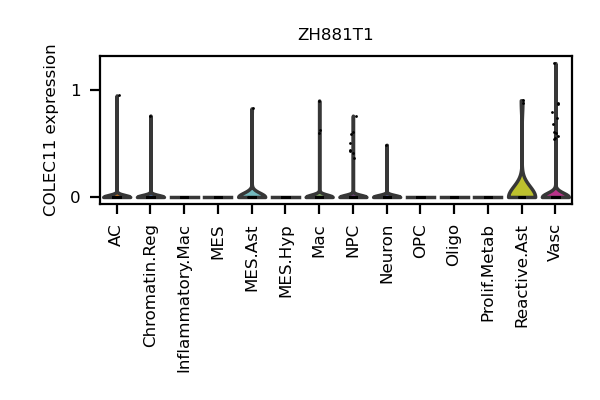 ZH881T1
COLEC11 expression
1
0
AC
Chromatin.Reg
Inflammatory.Mac
MES
MES.Ast
MES.Hyp
Mac
NPC
Neuron
OPC
Oligo
Prolif.Metab
Reactive.Ast
Vasc